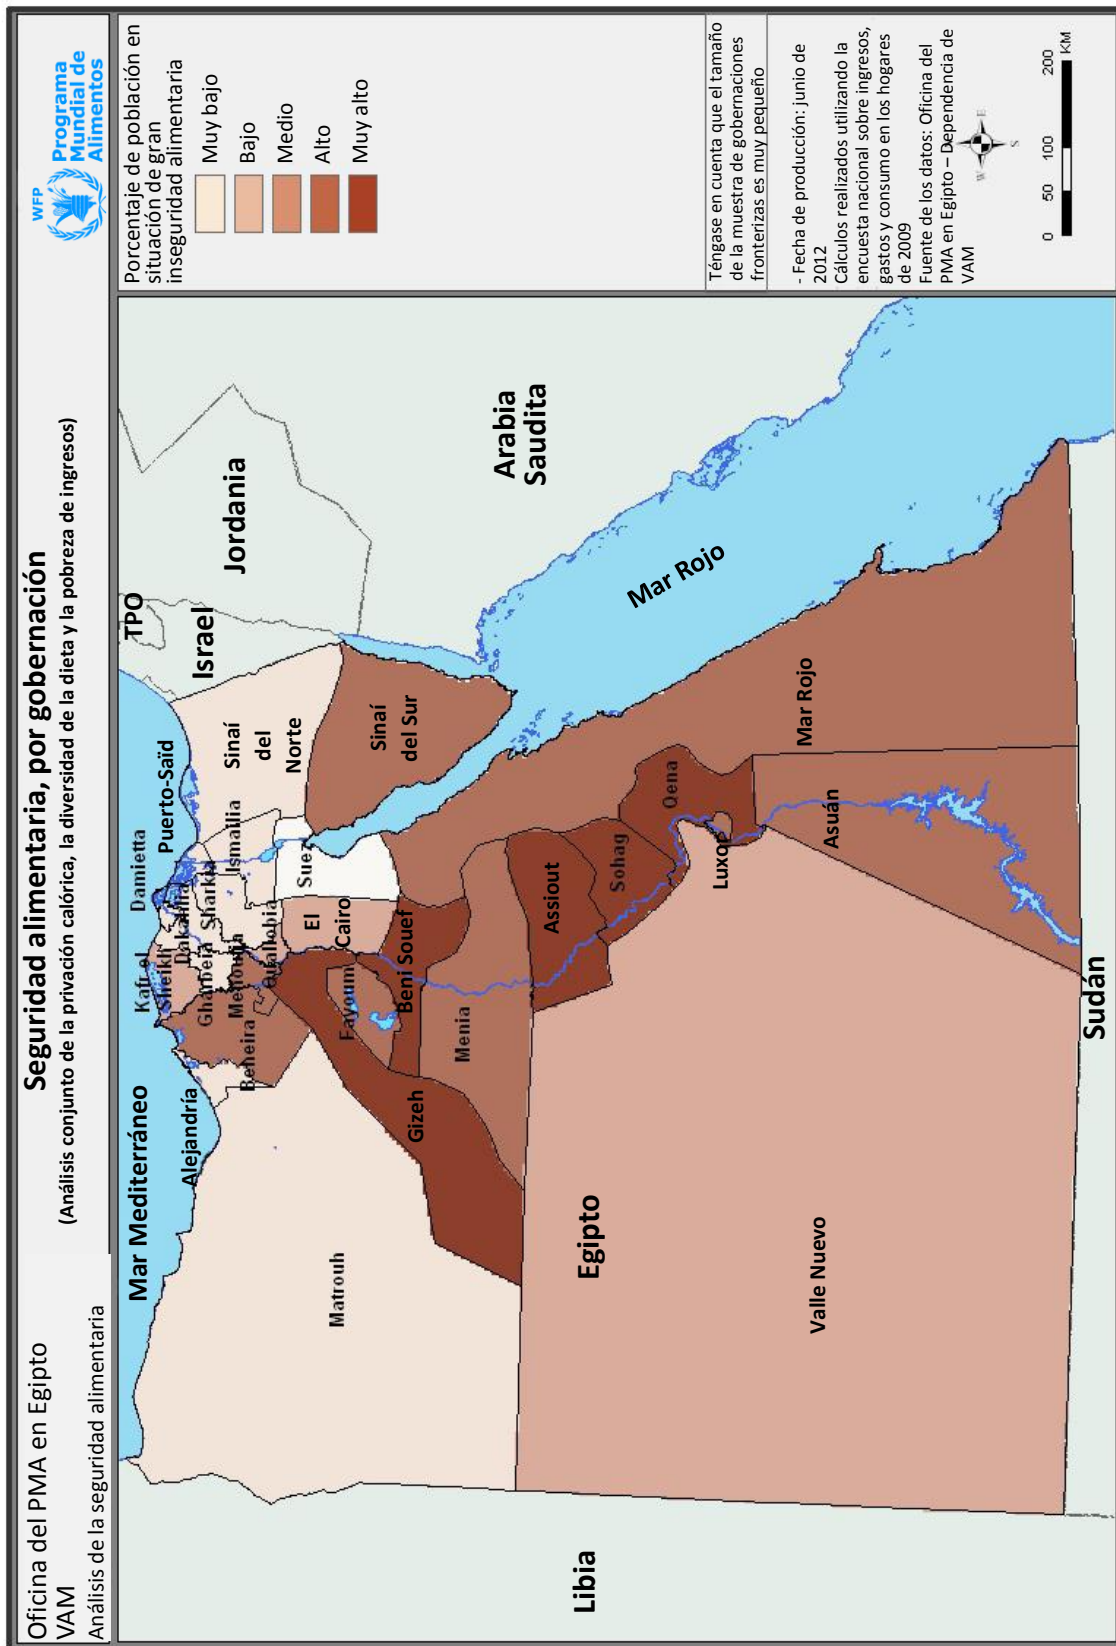 Oficina del PMA en Egipto
VAM
Análisis de la seguridad alimentaria
Seguridad alimentaria, por gobernación
(Análisis conjunto de la privación calórica, la diversidad de la dieta y la pobreza de ingresos)
WFP
Programa
Mundial de
Alimentos
Mar Mediterráneo
Alejandría
Kafr el
Sheikh
Damietta
Dakahlia
Puerto-Saïd
TPO
Israel
Jordania
Gharbeia
Sharkia
Menoufia
Beheira
Qualiobia
Ismailia
Sinaí
del
Norte
Matrouh
El
Cairo
Suez
Sinaí
del Sur
Fayoum
Gizeh
Beni Souef
Menia
Arabia
Saudita
Assiout
Egipto
Libia
Sohag
Qena
Mar Rojo
Luxor
Valle Nuevo
Asuán
Mar Rojo
Sudán
Porcentaje de población en
situación de gran
inseguridad alimentaria
Muy bajo
Bajo
Medio
Alto
Muy alto
Téngase en cuenta que el tamaño
de la muestra de gobernaciones
fronterizas es muy pequeño
- Fecha de producción: junio de
2012
Cálculos realizados utilizando la
encuesta nacional sobre ingresos,
gastos y consumo en los hogares
de 2009
Fuente de los datos: Oficina del
PMA en Egipto – Dependencia de
VAM
W E S
0 50 100 200
KM